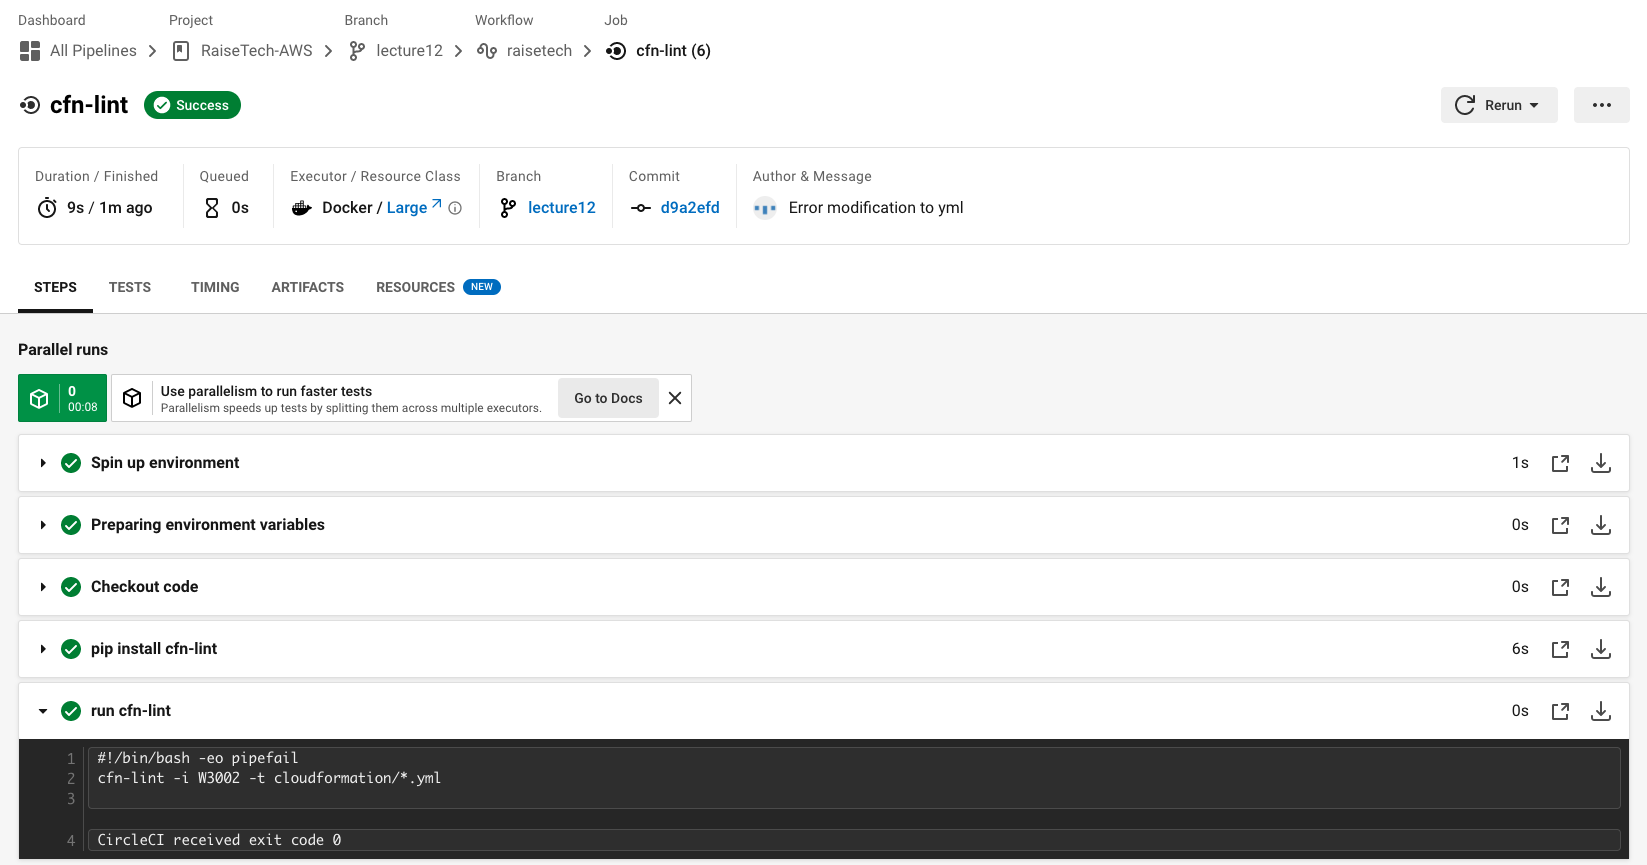 Dashboard Project Branch Workflow Job
All Pipelines RaiseTech-AWS lecture12 raisetech cfn-lint (6)
cfn-lint Success Rerun
Duration / Finished Queued Executor / Resource Class Branch Commit Author & Message
9s / 1m ago 0s Docker / Large lecture12 d9a2efd Error modification to yml
STEPS TESTS TIMING ARTIFACTS RESOURCES NEW
Parallel runs
0
00:08
Use parallelism to run faster tests
Parallelism speeds up tests by splitting them across multiple executors.
Go to Docs
Spin up environment 1s
Preparing environment variables 0s
Checkout code 0s
pip install cfn-lint 6s
run cfn-lint 0s
1 #!/bin/bash -eo pipefail
2 cfn-lint -i W3002 -t cloudformation/*.yml
3
4 CircleCI received exit code 0